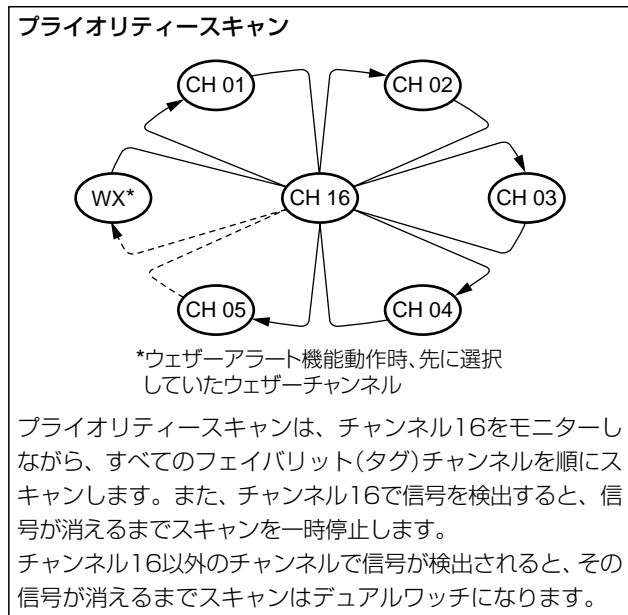 プライオリティースキャン
CH 01
CH 02
WX*
CH 16
CH 03
CH 05
CH 04
*ウェザーアラート機能動作時、先に選択
していたウェザーチャンネル
プライオリティースキャンは、チャンネル16をモニターし
ながら、すべてのフェイバリット(タグ)チャンネルを順にス
キャンします。また、チャンネル16で信号を検出すると、信
号が消えるまでスキャンを一時停止します。
チャンネル16以外のチャンネルで信号が検出されると、その
信号が消えるまでスキャンはデュアルワッチになります。